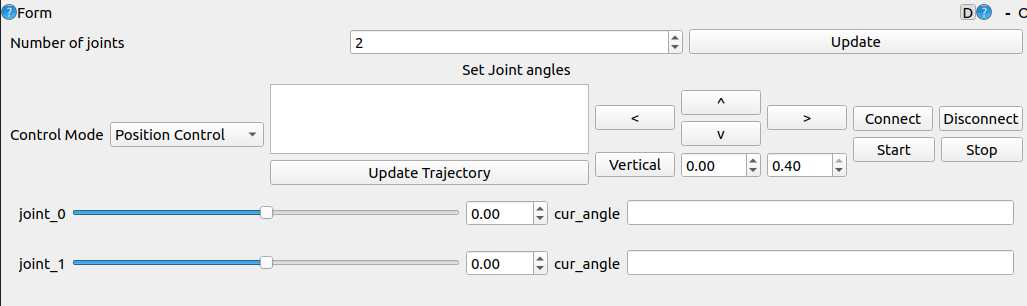 Form D - O
Number of joints 2 Update
Set Joint angles
Control Mode Position Control < ^ v > Connect Disconnect
Start Stop
Update Trajectory Vertical 0.00 0.40
joint_0 0.00 cur_angle
joint_1 0.00 cur_angle